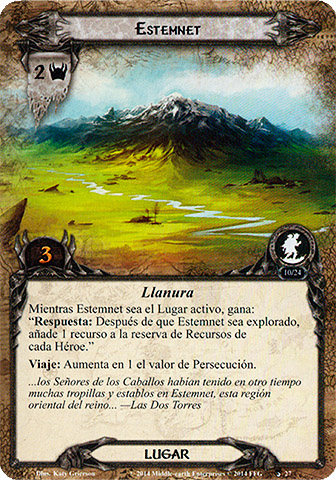 Estemnet
2
3
10/24
Llanura
Mientras Estemnet sea el Lugar activo, gana:
“Respuesta: Después de que Estemnet sea explorado,
añade 1 recurso a la reserva de Recursos de
cada Héroe.”
Viaje: Aumenta en 1 el valor de Persecución.
...los Señores de los Caballos habían tenido en otro tiempo
muchas tropillas y establos en Estemnet, esta región
oriental del reino... —Las Dos Torres
LUGAR
Ilus. Katy Grierson
© 2014 Middle-earth Enterprises © 2014 FFG
27